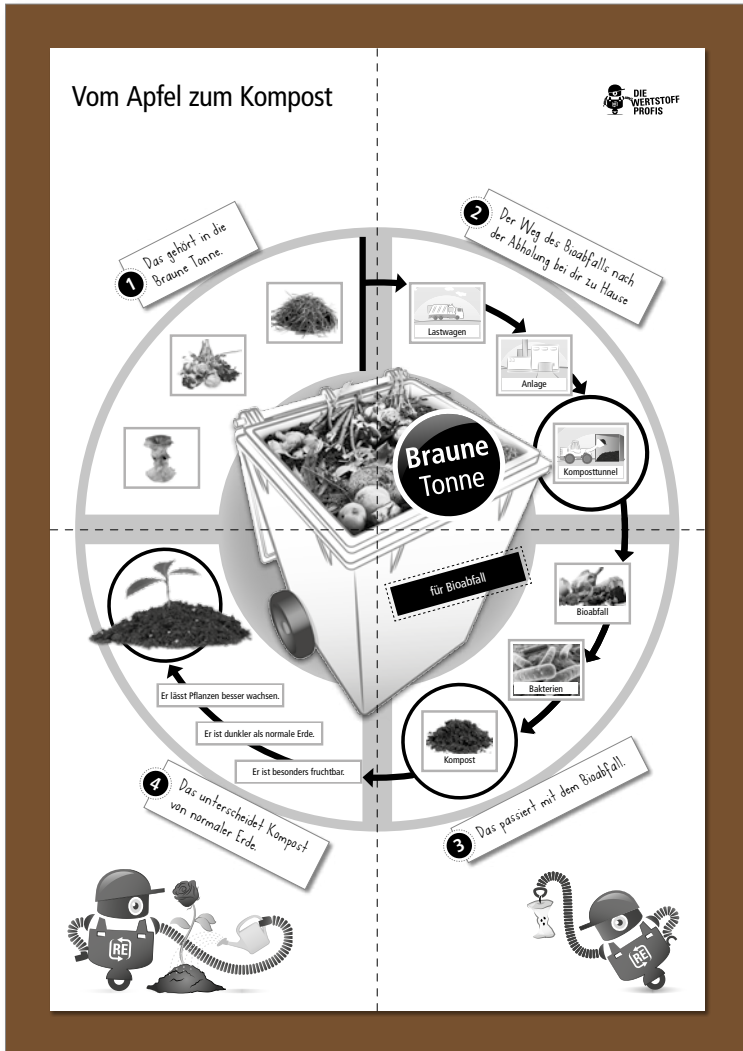 Vom Apfel zum Kompost
DIE
WERTSTOFF
PROFIS
1
Das gehört in die
Braune Tonne.
2
Der Weg des Bioabfalls nach
der Abholung bei dir zu Hause
Lastwagen
Anlage
Komposttunnel
Braune
Tonne
für Bioabfall
Bioabfall
Bakterien
Kompost
3
Das passiert mit dem Bioabfall.
Er lässt Pflanzen besser wachsen.
Er ist dunkler als normale Erde.
Er ist besonders fruchtbar.
4
Das unterscheidet Kompost
von normaler Erde.
RE
RE